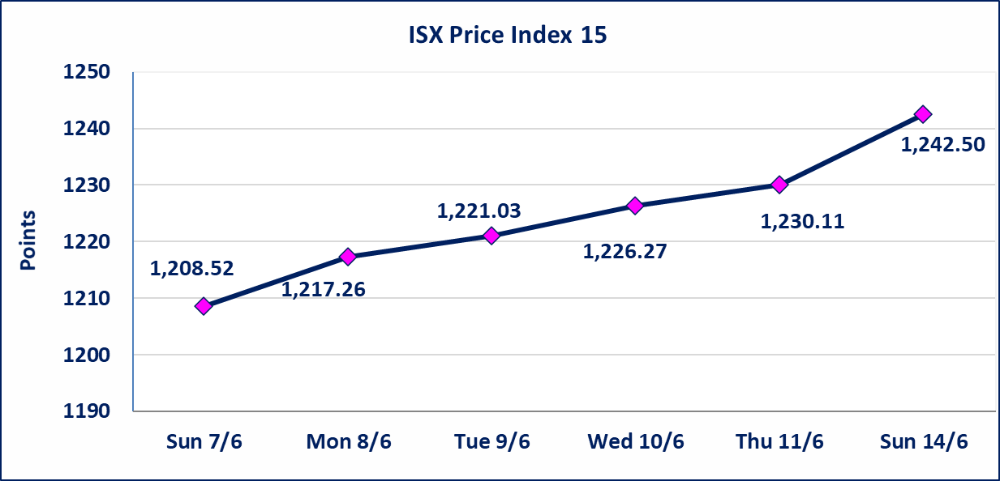 ISX Price Index 15
Points
1250
1240
1230
1220
1210
1200
1190
1,208.52
1,217.26
1,221.03
1,226.27
1,230.11
1,242.50
Sun 7/6
Mon 8/6
Tue 9/6
Wed 10/6
Thu 11/6
Sun 14/6